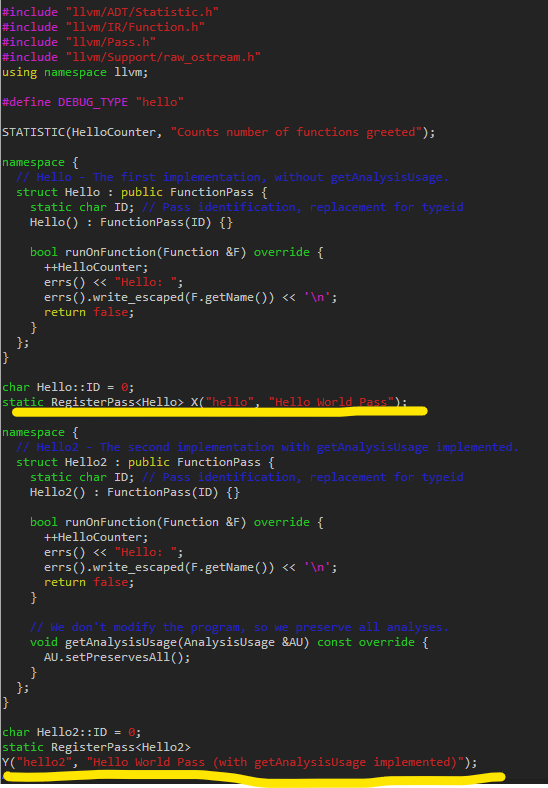 #include "llvm/ADT/Statistic.h"
#include "llvm/IR/Function.h"
#include "llvm/Pass.h"
#include "llvm/Support/raw_ostream.h"
using namespace llvm;
#define DEBUG_TYPE "hello"
STATISTIC(HelloCounter, "Counts number of functions greeted");
namespace {
// Hello - The first implementation, without getAnalysisUsage.
struct Hello : public FunctionPass {
static char ID; // Pass identification, replacement for typeid
Hello() : FunctionPass(ID) {}
bool runOnFunction(Function &F) override {
++HelloCounter;
errs() << "Hello: ";
errs().write_escaped(F.getName()) << '\n';
return false;
}
};
}
char Hello::ID = 0;
static RegisterPass<Hello> X("hello", "Hello World Pass");
namespace {
// Hello2 - The second implementation with getAnalysisUsage implemented.
struct Hello2 : public FunctionPass {
static char ID; // Pass identification, replacement for typeid
Hello2() : FunctionPass(ID) {}
bool runOnFunction(Function &F) override {
++HelloCounter;
errs() << "Hello: ";
errs().write_escaped(F.getName()) << '\n';
return false;
}
// We don't modify the program, so we preserve all analyses.
void getAnalysisUsage(AnalysisUsage &AU) const override {
AU.setPreservesAll();
}
};
}
char Hello2::ID = 0;
static RegisterPass<Hello2>
Y("hello2", "Hello World Pass (with getAnalysisUsage implemented)");